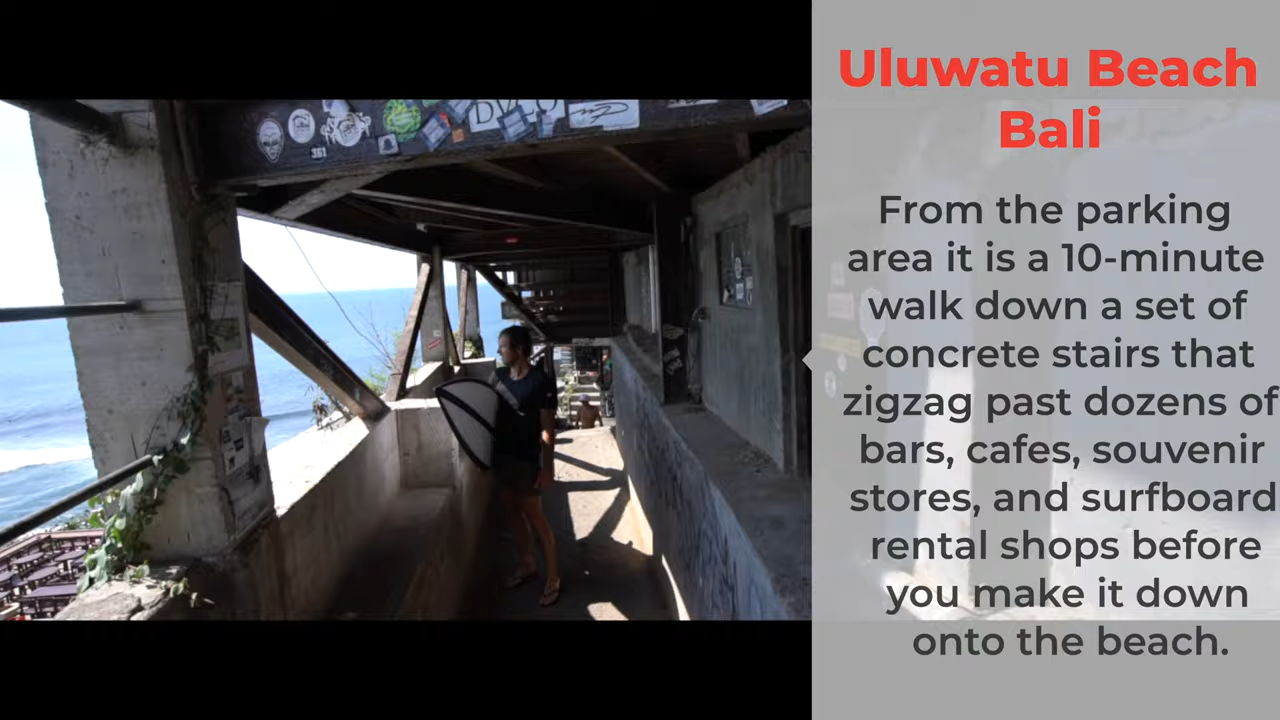 Uluwatu Beach
Bali
From the parking
area it is a 10-minute
walk down a set of
concrete stairs that
zigzag past dozens of
bars, cafes, souvenir
stores, and surfboard
rental shops before
you make it down
onto the beach.
361